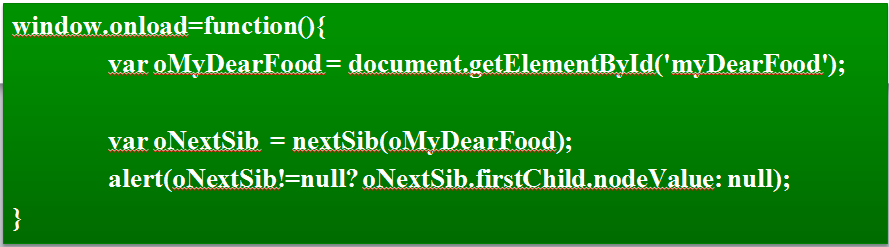 window.onload=function(){
var oMyDearFood= document.getElementById('myDearFood');
var oNextSib = nextSib(oMyDearFood);
alert(oNextSib!=null? oNextSib.firstChild.nodeValue: null);
}